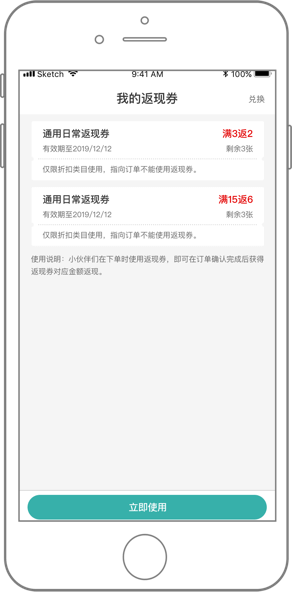 Sketch 9:41 AM 100%
我的返现券 兑换
通用日常返现券 满3返2
有效期至2019/12/12 剩余3张
仅限折扣类目使用，指向订单不能使用返现券。
通用日常返现券 满15返6
有效期至2019/12/12 剩余3张
仅限折扣类目使用，指向订单不能使用返现券。
使用说明：小伙伴们在下单时使用返现券，即可在订单确认完成后获得
返现券对应金额返现。
立即使用